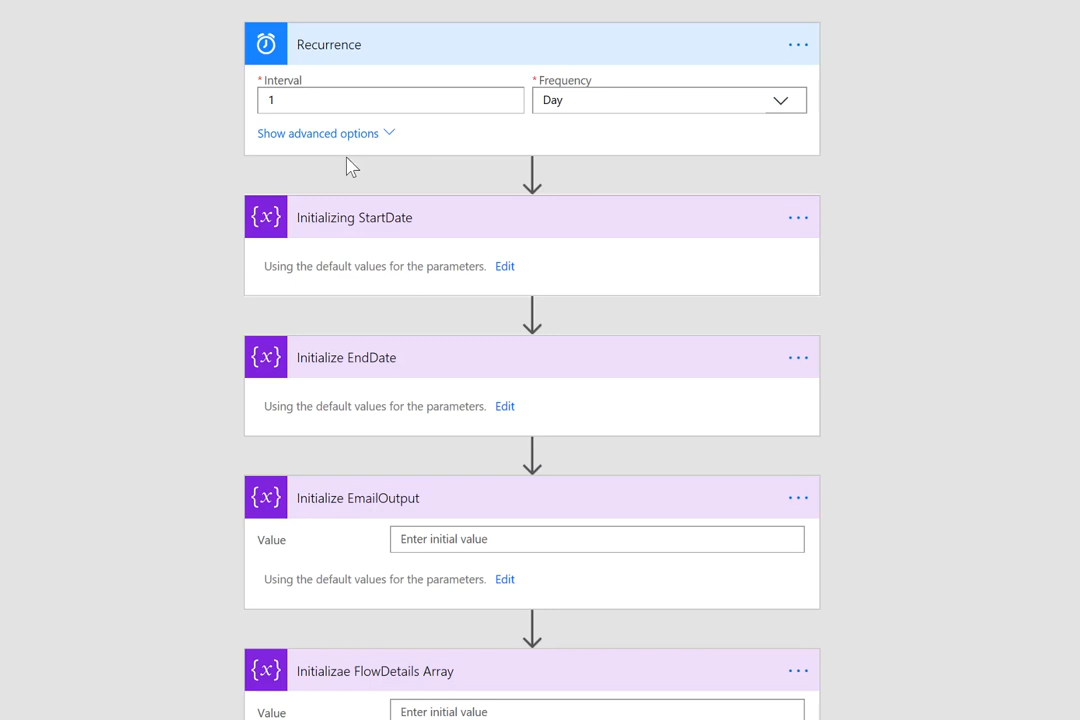 Recurrence
* Interval * Frequency
1 Day
Show advanced options
{x} Initializing StartDate
Using the default values for the parameters. Edit
{x} Initialize EndDate
Using the default values for the parameters. Edit
{x} Initialize EmailOutput
Value Enter initial value
Using the default values for the parameters. Edit
{x} Initializae FlowDetails Array
Value Enter initial value